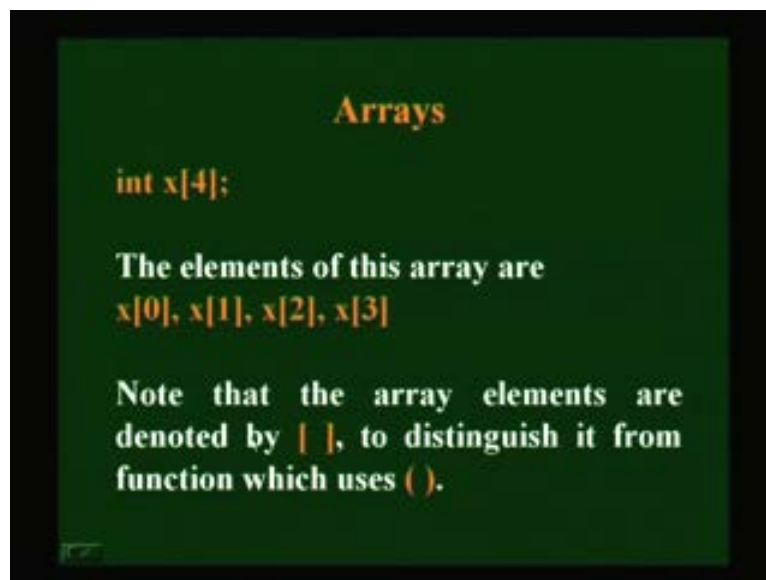 Arrays
int x[4];
The elements of this array are
x[0], x[1], x[2], x[3]
Note that the array elements are
denoted by [ ], to distinguish it from
function which uses ( ).